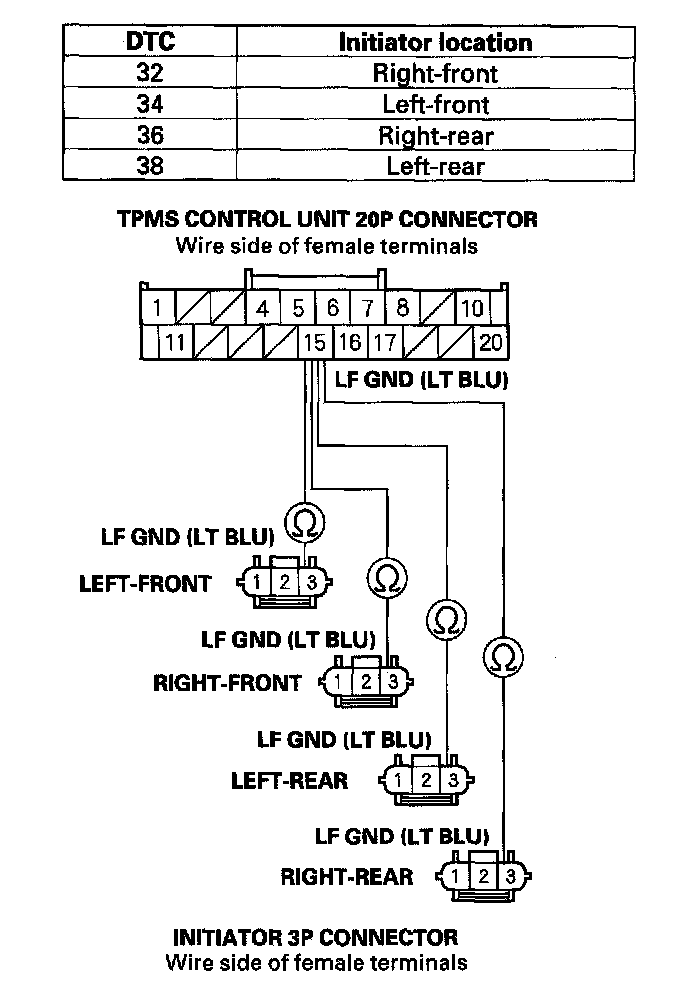 DTC Initiator location
32 Right-front
34 Left-front
36 Right-rear
38 Left-rear
TPMS CONTROL UNIT 20P CONNECTOR
Wire side of female terminals
1 4 5 6 7 8 10
11 15 16 17 20
LF GND (LT BLU)
Ω
LF GND (LT BLU)
LEFT-FRONT 1 2 3
Ω
LF GND (LT BLU)
RIGHT-FRONT 1 2 3
Ω
LF GND (LT BLU)
LEFT-REAR 1 2 3
Ω
LF GND (LT BLU)
RIGHT-REAR 1 2 3
INITIATOR 3P CONNECTOR
Wire side of female terminals